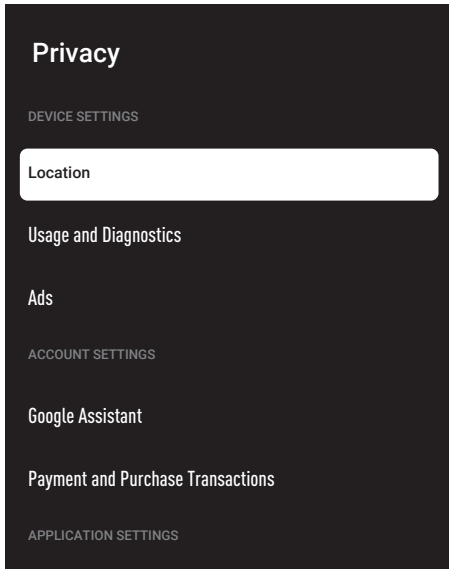 Privacy
DEVICE SETTINGS
Location
Usage and Diagnostics
Ads
ACCOUNT SETTINGS
Google Assistant
Payment and Purchase Transactions
APPLICATION SETTINGS